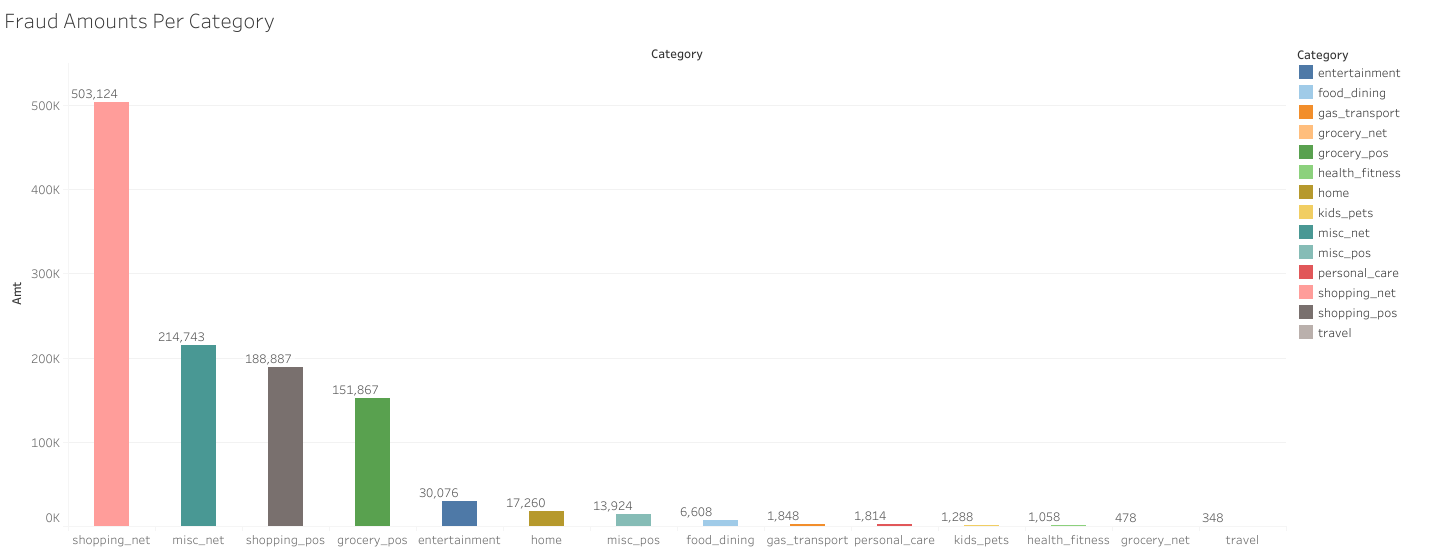 Fraud Amounts Per Category
Category
Category
entertainment
food_dining
gas_transport
grocery_net
grocery_pos
health_fitness
home
kids_pets
misc_net
misc_pos
personal_care
shopping_net
shopping_pos
travel
Amt
500K
400K
300K
200K
100K
0K
503,124
214,743
188,887
151,867
30,076
17,260
13,924
6,608
1,848
1,814
1,288
1,058
478
348
shopping_net misc_net shopping_pos grocery_pos entertainment home misc_pos food_dining gas_transport personal_care kids_pets health_fitness grocery_net travel